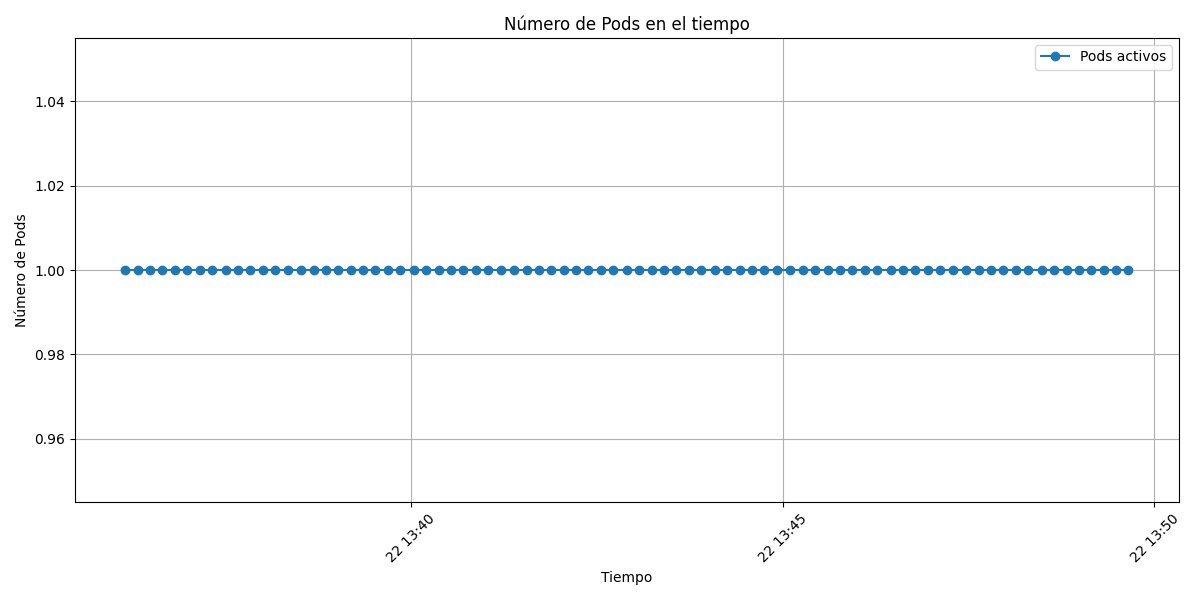 Número de Pods en el tiempo
Pods activos
1.04
1.02
1.00
0.98
0.96
Número de Pods
22 13:40
22 13:45
22 13:50
Tiempo